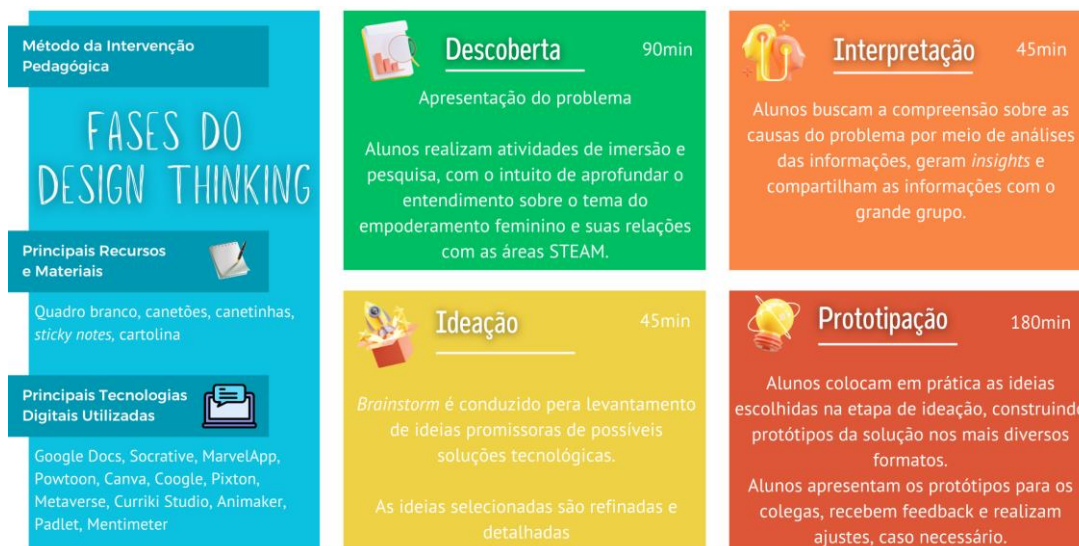 Método da Intervenção
Pedagógica
FASES DO
DESIGN THINKING
Principais Recursos
e Materiais
Quadro branco, canetões, canetinhas,
sticky notes, cartolina
Principais Tecnologias
Digitais Utilizadas
Google Docs, Socrative, MarvelApp,
Powtoon, Canva, Coogle, Pixton,
Metaverse, Curriki Studio, Animaker,
Padlet, Mentimeter
Descoberta 90min
Apresentação do problema
Alunos realizam atividades de imersão e
pesquisa, com o intuito de aprofundar o
entendimento sobre o tema do
empoderamento feminino e suas relações
com as áreas STEAM.
Interpretação 45min
Alunos buscam a compreensão sobre as
causas do problema por meio de análises
das informações, geram insights e
compartilham as informações com o
grande grupo.
Ideação 45min
Brainstorm é conduzido pera levantamento
de ideias promissoras de possíveis
soluções tecnológicas.
As ideias selecionadas são refinadas e
detalhadas
Prototipação 180min
Alunos colocam em prática as ideias
escolhidas na etapa de ideação, construind
protótipos da solução nos mais diversos
formatos.
Alunos apresentam os protótipos para os
colegas, recebem feedback e realizam
ajustes, caso necessário.